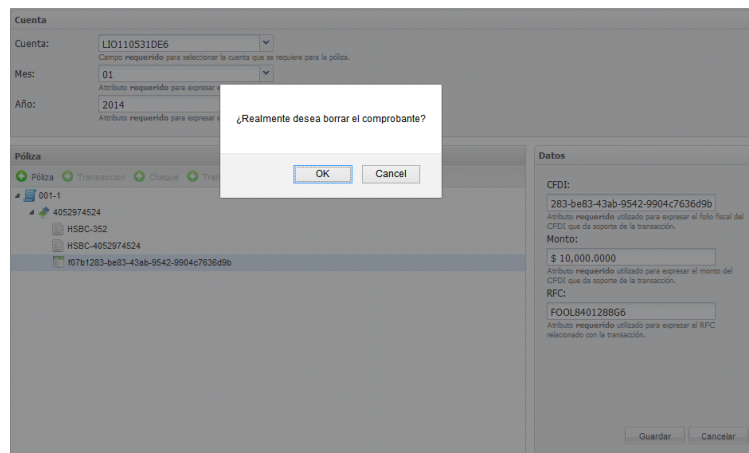 Cuenta
Cuenta:
LIO110531DE6
Campo requerido para seleccionar la cuenta que se requiere para la póliza.
Mes:
01
Attributo requerido para expresar e
Año:
2014
Attributo requerido para expresar e
¿Realmente desea borrar el comprobante?
OK Cancel
Póliza
Póliza Transaccion Cheque Tran
001-1
4052974524
HSBC-352
HSBC-4052974524
f07b1283-be83-43ab-9542-9904c7636d9b
Datos
CFDI:
283-be83-43ab-9542-9904c7636d9b
Atributo requerido utilizado para expresar el folio fiscal del
CFDI que da soporte de la transacción.
Monto:
$ 10,000.0000
Atributo requerido utilizado para expresar el monto del
CFDI que da soporte de la transacción.
RFC:
FOOL8401288G6
Atributo requerido utilizado para expresar el RFC
relacionado con la transacción.
Guardar Cancelar